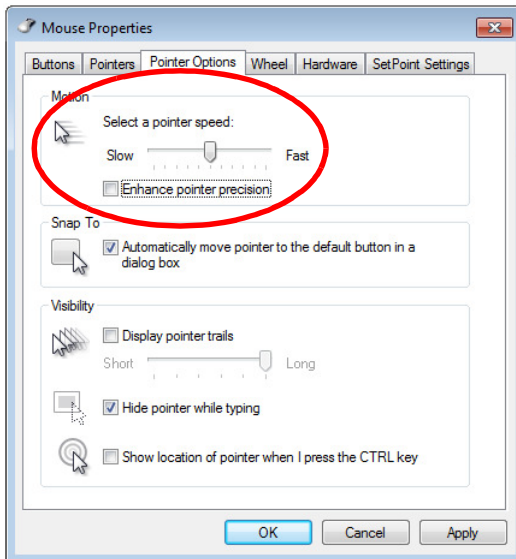 Mouse Properties
Buttons Pointers Pointer Options Wheel Hardware SetPoint Settings
Motion
Select a pointer speed:
Slow Fast
Enhance pointer precision
Snap To
Automatically move pointer to the default button in a
dialog box
Visibility
Display pointer trails
Short Long
Hide pointer while typing
Show location of pointer when I press the CTRL key
OK Cancel Apply